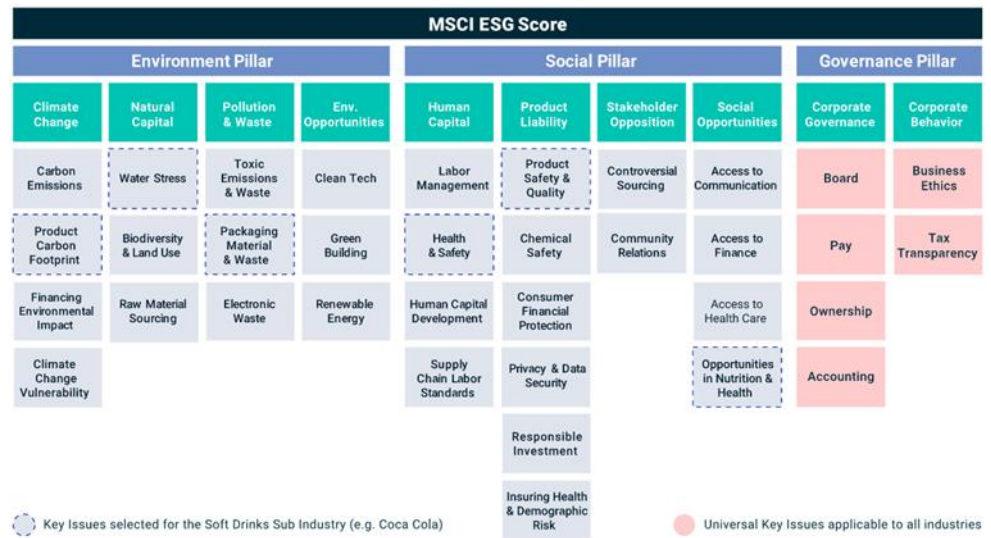 MSCI ESG Score
Environment Pillar
Social Pillar
Governance Pillar
Climate
Change
Natural
Capital
Pollution
& Waste
Env.
Opportunities
Human
Capital
Product
Liability
Stakeholder
Opposition
Social
Opportunities
Corporate
Governance
Corporate
Behavior
Carbon
Emissions
Water Stress
Toxic
Emissions
& Waste
Clean Tech
Labor
Management
Product
Safety &
Quality
Controversial
Sourcing
Access to
Communication
Board
Business
Ethics
Product
Carbon
Footprint
Biodiversity
& Land Use
Packaging
Material
& Waste
Green
Building
Health
& Safety
Chemical
Safety
Community
Relations
Access to
Finance
Pay
Tax
Transparency
Financing
Environmental
Impact
Raw Material
Sourcing
Electronic
Waste
Renewable
Energy
Human Capital
Development
Consumer
Financial
Protection
Access to
Health Care
Ownership
Climate
Change
Vulnerability
Supply
Chain Labor
Standards
Privacy & Data
Security
Opportunities
in Nutrition &
Health
Accounting
Responsible
Investment
Insuring Health
& Demographic
Risk
Key Issues selected for the Soft Drinks Sub Industry (e.g. Coca Cola)
Universal Key Issues applicable to all industries